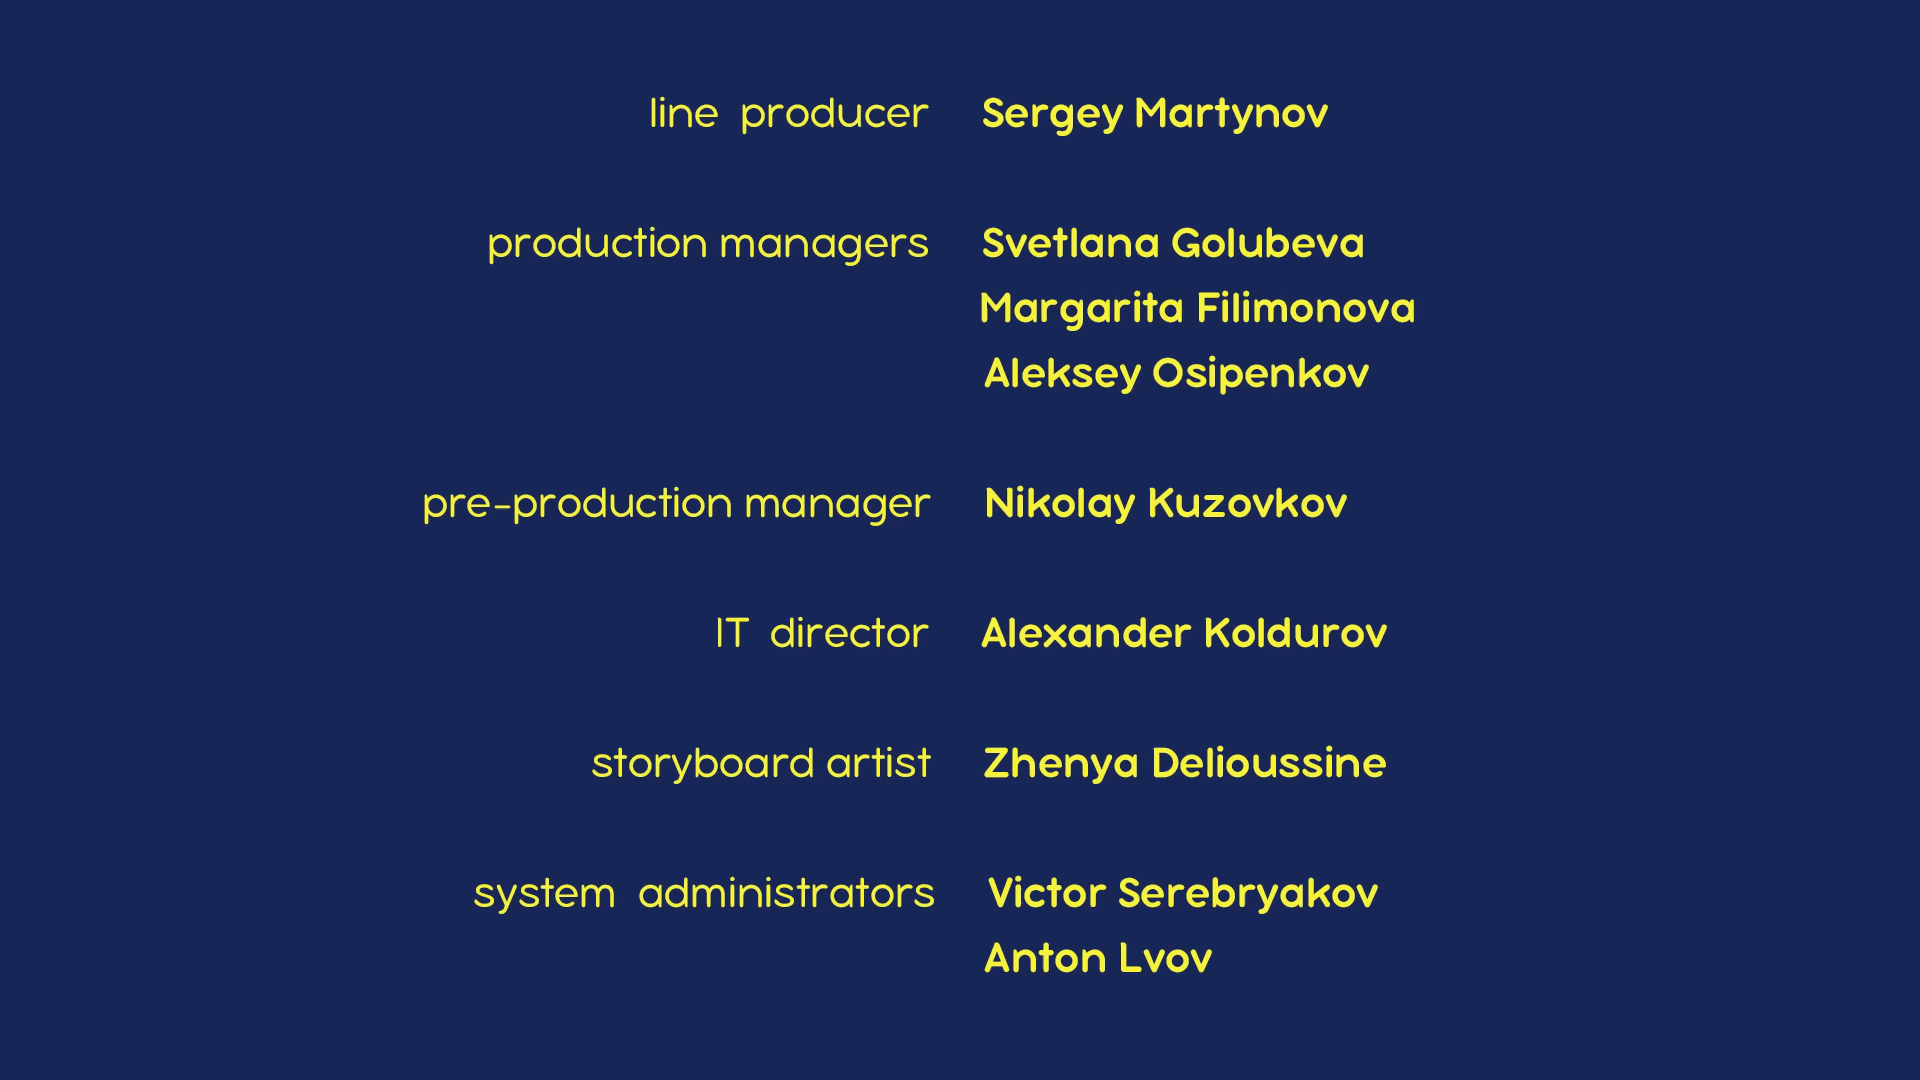 line producer Sergey Martynov
production managers Svetlana Golubeva
Margarita Filimonova
Aleksey Osipenkov
pre-production manager Nikolay Kuzovkov
IT director Alexander Koldurov
storyboard artist Zhenya Delioussine
system administrators Victor Serebryakov
Anton Lvov